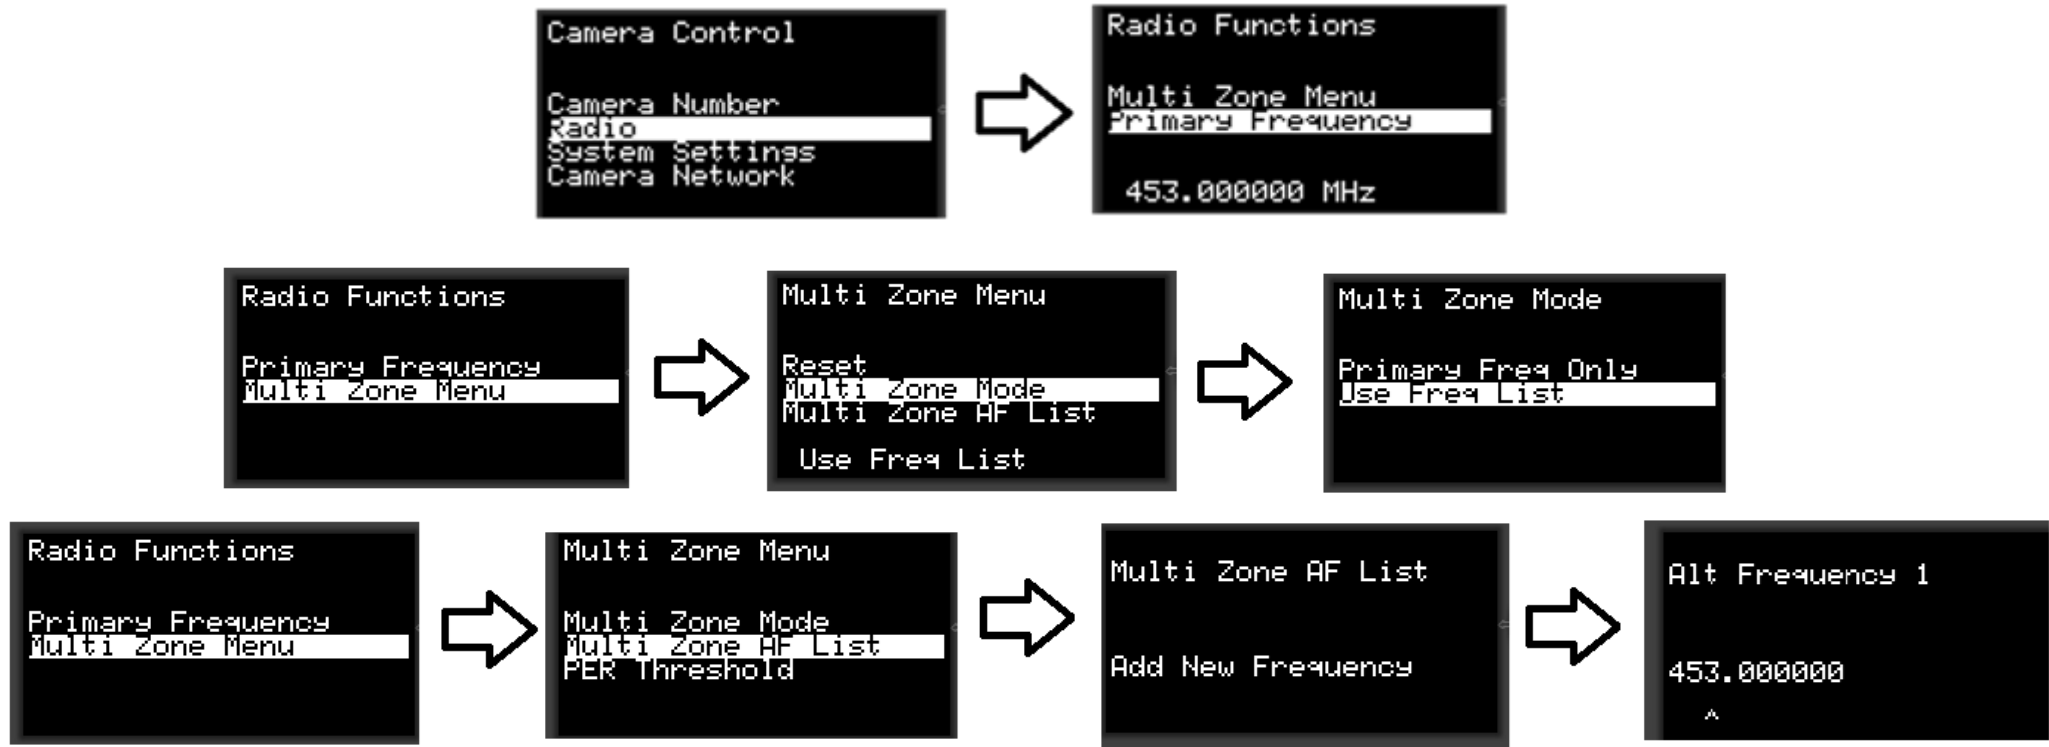 Camera Control
Camera Number
Radio
System Settings
Camera Network
Radio Functions
Multi Zone Menu
Primary Frequency
453.000000 MHz
Radio Functions
Primary Frequency
Multi Zone Menu
Multi Zone Menu
Reset
Multi Zone Mode
Multi Zone AF List
Use Freq List
Multi Zone Mode
Primary Freq Only
Use Freq List
Radio Functions
Primary Frequency
Multi Zone Menu
Multi Zone Menu
Multi Zone Mode
Multi Zone AF List
PER Threshold
Multi Zone AF List
Add New Frequency
Alt Frequency 1
453.000000
^